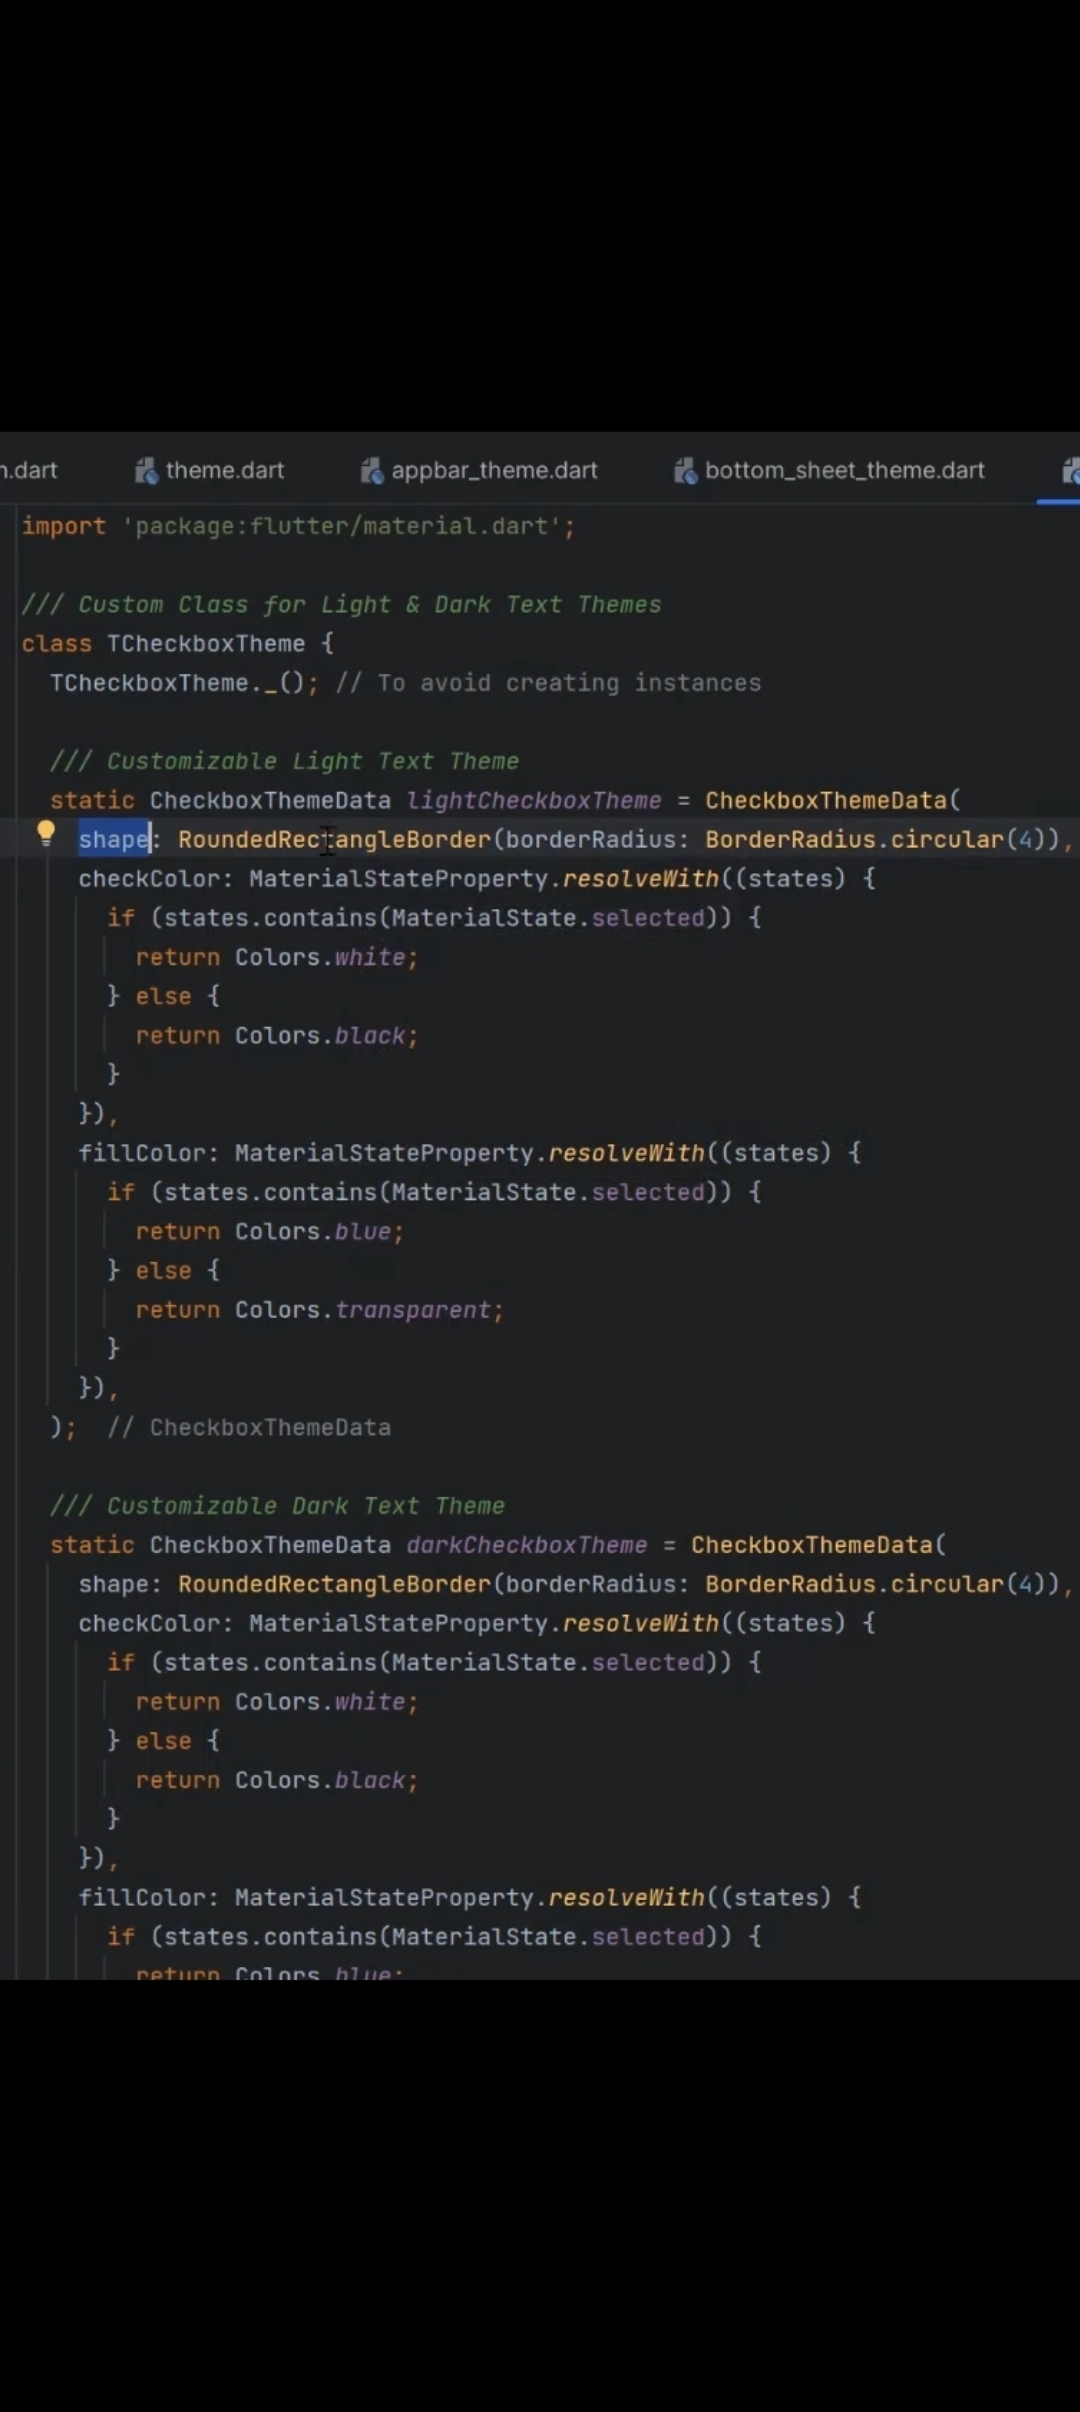 n.dart theme.dart appbar_theme.dart bottom_sheet_theme.dart
import 'package:flutter/material.dart';
/// Custom Class for Light & Dark Text Themes
class TCheckboxTheme {
TCheckboxTheme._(); // To avoid creating instances
/// Customizable Light Text Theme
static CheckboxThemeData lightCheckboxTheme = CheckboxThemeData(
shape: RoundedRectangleBorder(borderRadius: BorderRadius.circular(4)),
checkColor: MaterialStateProperty.resolveWith((states) {
if (states.contains(MaterialState.selected)) {
return Colors.white;
} else {
return Colors.black;
}
}),
fillColor: MaterialStateProperty.resolveWith((states) {
if (states.contains(MaterialState.selected)) {
return Colors.blue;
} else {
return Colors.transparent;
}
}),
); // CheckboxThemeData
/// Customizable Dark Text Theme
static CheckboxThemeData darkCheckboxTheme = CheckboxThemeData(
shape: RoundedRectangleBorder(borderRadius: BorderRadius.circular(4)),
checkColor: MaterialStateProperty.resolveWith((states) {
if (states.contains(MaterialState.selected)) {
return Colors.white;
} else {
return Colors.black;
}
}),
fillColor: MaterialStateProperty.resolveWith((states) {
if (states.contains(MaterialState.selected)) {
return Colors.blue;